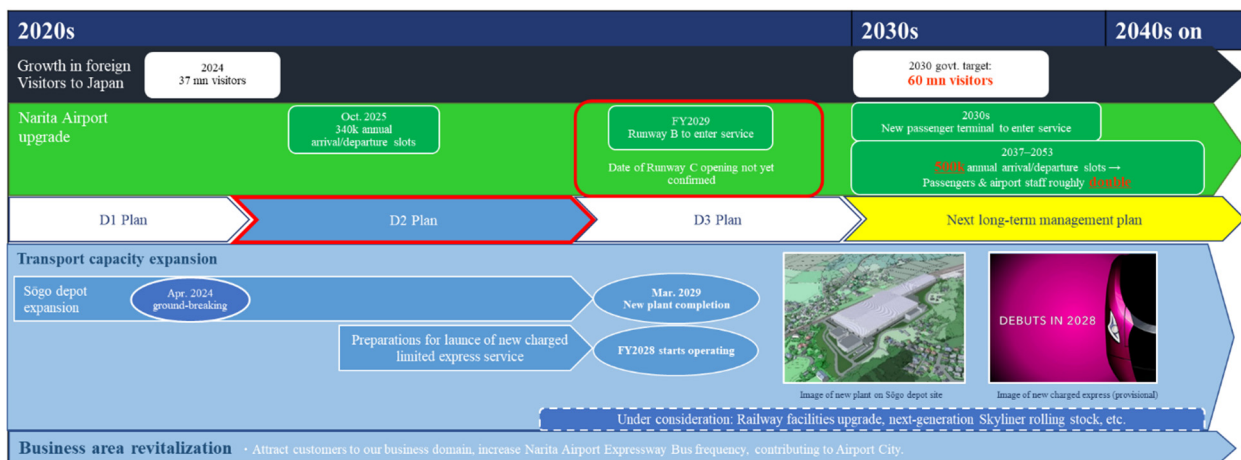 2020s
2030s
2040s on
Growth in foreign
Visitors to Japan
2024
37 mn visitors
2030 govt. target:
60 mn visitors
Narita Airport
upgrade
Oct. 2025
340k annual
arrival/departure slots
FY2029
Runway B to enter service
Date of Runway C opening not yet
confirmed
2030s
New passenger terminal to enter service
2037–2053
500k annual arrival/departure slots →
Passengers & airport staff roughly double
D1 Plan
D2 Plan
D3 Plan
Next long-term management plan
Transport capacity expansion
Sōgo depot
expansion
Apr. 2024
ground-breaking
Mar. 2029
New plant completion
Preparations for launce of new charged
limited express service
FY2028 starts operating
DEBUTS IN 2028
Image of new plant on Sōgo depot site
Image of new charged express (provisional)
Under consideration: Railway facilities upgrade, next-generation Skyliner rolling stock, etc.
Business area revitalization ・Attract customers to our business domain, increase Narita Airport Expressway Bus frequency, contributing to Airport City.